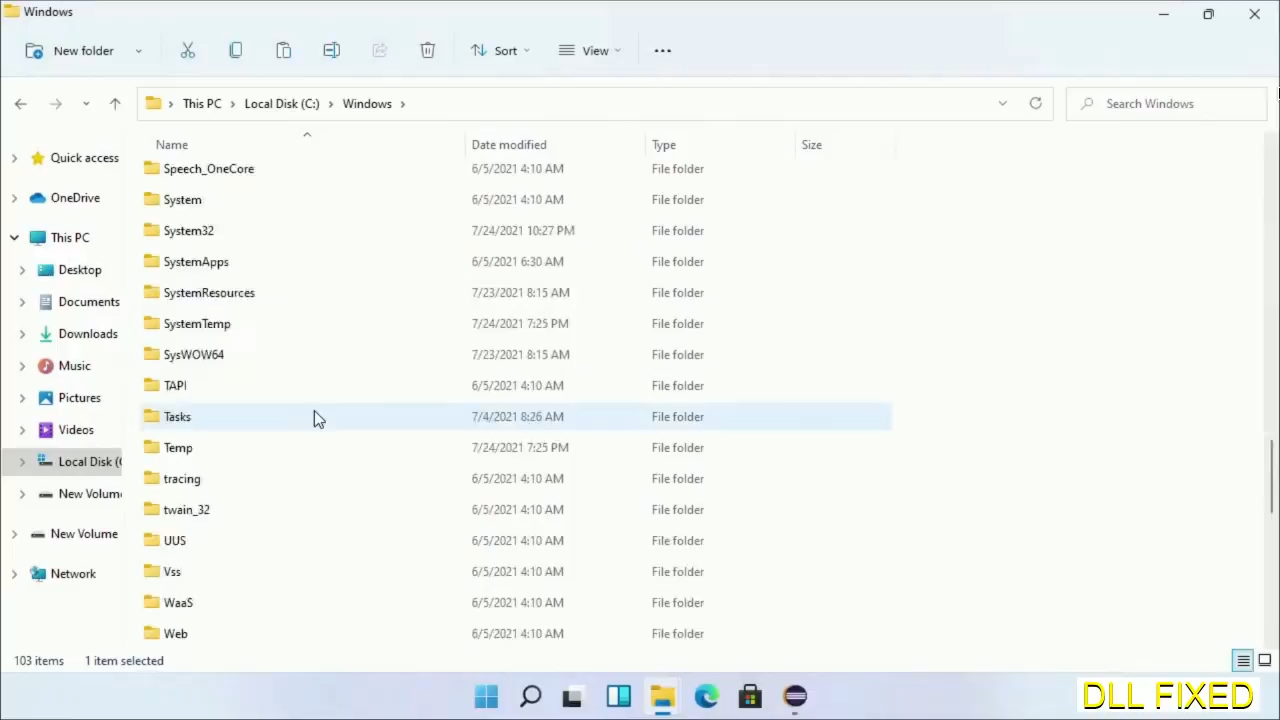 Windows
New folder Sort View
This PC Local Disk (C:) Windows Search Windows
Name Date modified Type Size
Quick access
OneDrive
This PC
Desktop
Documents
Downloads
Music
Pictures
Videos
Local Disk (
New Volum
New Volume
Network
Speech_OneCore 6/5/2021 4:10 AM File folder
System 6/5/2021 4:10 AM File folder
System32 7/24/2021 10:27 PM File folder
SystemApps 6/5/2021 6:30 AM File folder
SystemResources 7/23/2021 8:15 AM File folder
SystemTemp 7/24/2021 7:25 PM File folder
SysWOW64 7/23/2021 8:15 AM File folder
TAPI 6/5/2021 4:10 AM File folder
Tasks 7/4/2021 8:26 AM File folder
Temp 7/24/2021 7:25 PM File folder
tracing 6/5/2021 4:10 AM File folder
twain_32 6/5/2021 4:10 AM File folder
UUS 6/5/2021 4:10 AM File folder
Vss 6/5/2021 4:10 AM File folder
WaaS 6/5/2021 4:10 AM File folder
Web 6/5/2021 4:10 AM File folder
103 items 1 item selected
DLL FIXED